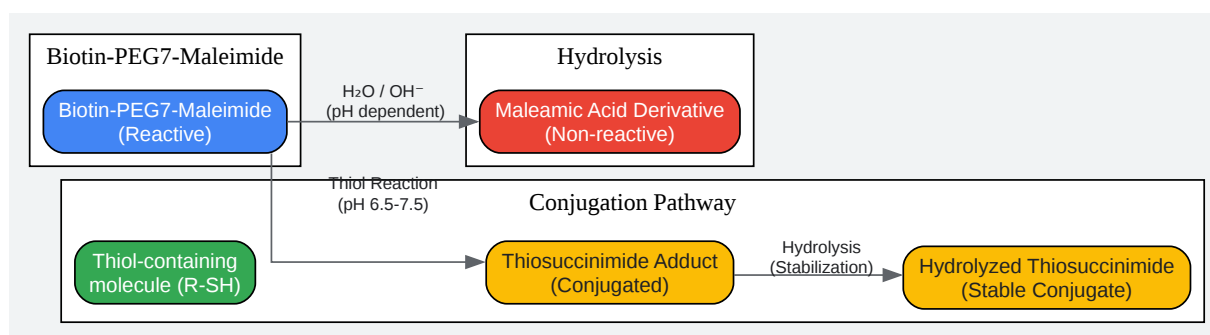 Biotin-PEG7-Maleimide
Hydrolysis
Biotin-PEG7-Maleimide
(Reactive)
H₂O / OH⁻
(pH dependent)
Maleamic Acid Derivative
(Non-reactive)
Thiol Reaction
(pH 6.5-7.5)
Conjugation Pathway
Thiol-containing
molecule (R-SH)
Thiosuccinimide Adduct
(Conjugated)
Hydrolysis
(Stabilization)
Hydrolyzed Thiosuccinimide
(Stable Conjugate)